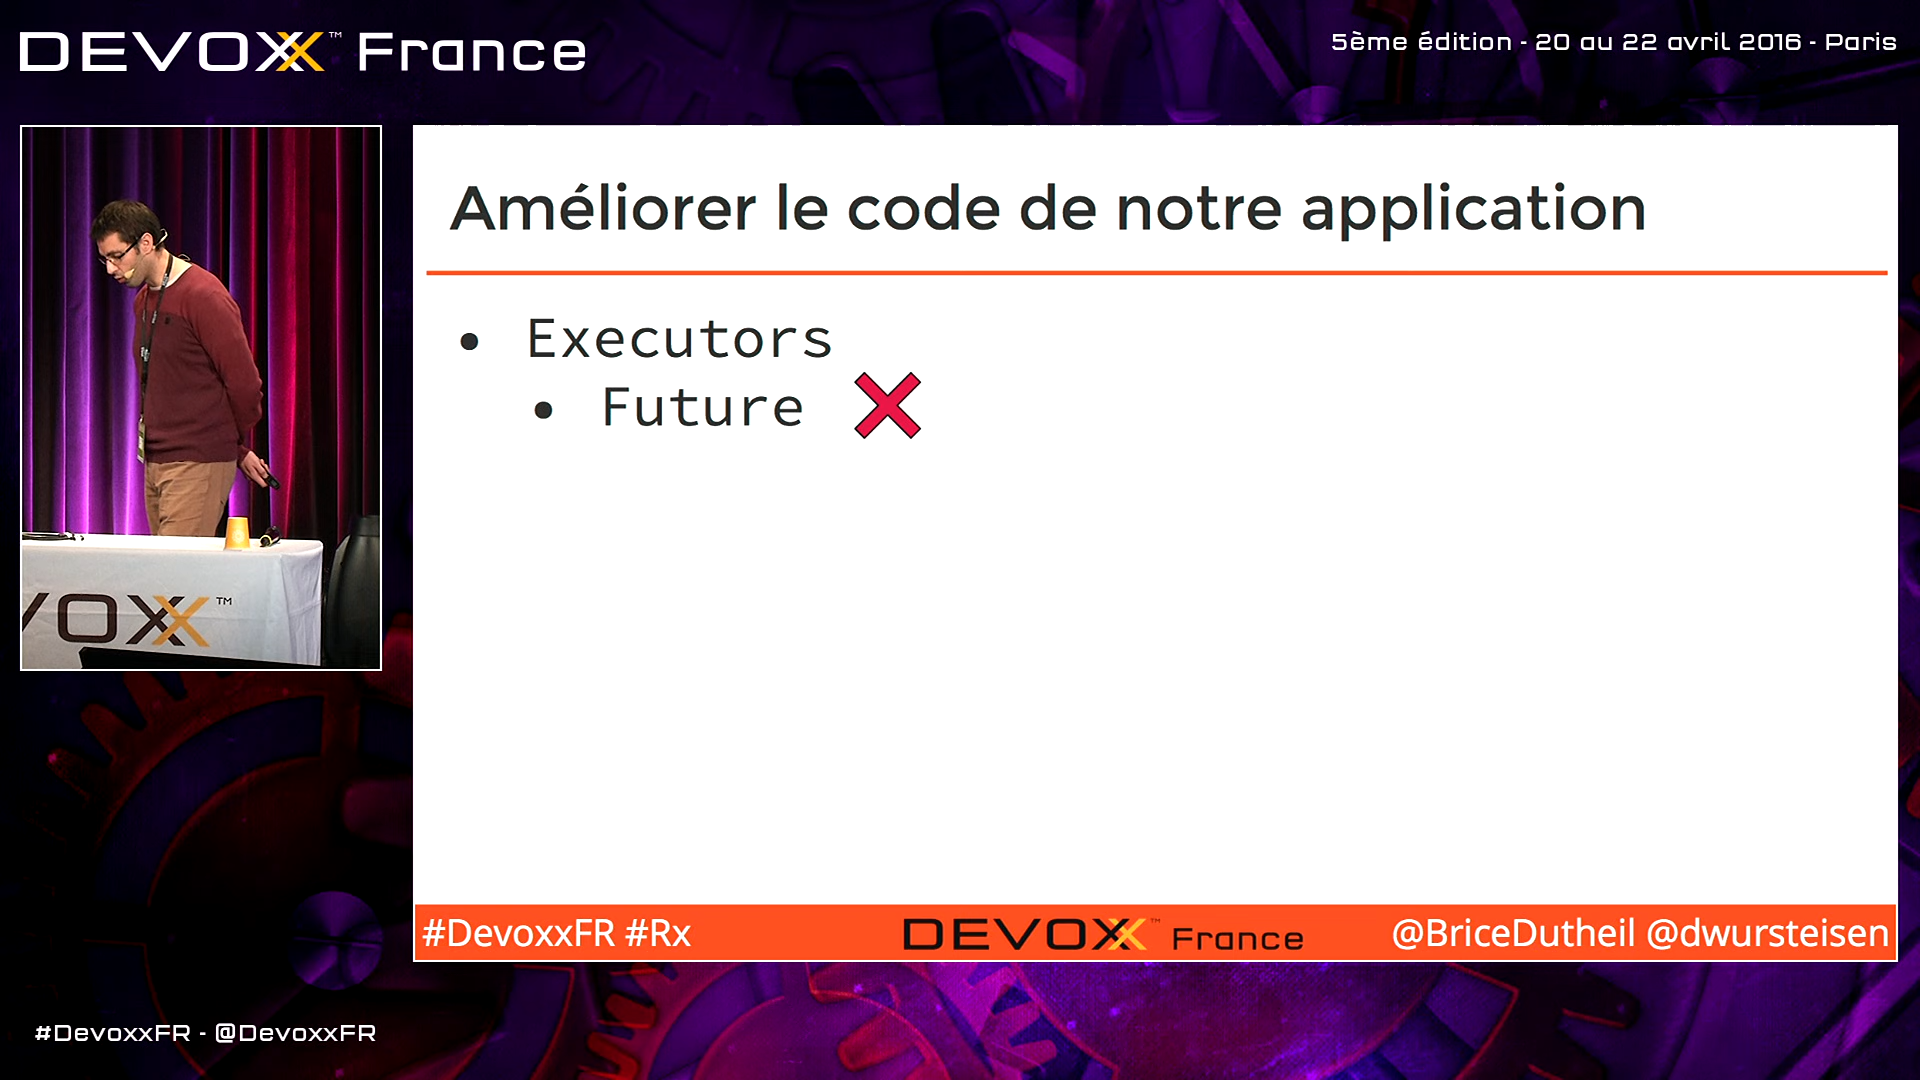 DEVOXX™ France
5ème édition - 20 au 22 avril 2016 - Paris
Améliorer le code de notre application
• Executors
• Future
VOXX™
#DevoxxFR #Rx
DEVOXX™ France
@BriceDutheil @dwursteisen
#DevoxxFR - @DevoxxFR